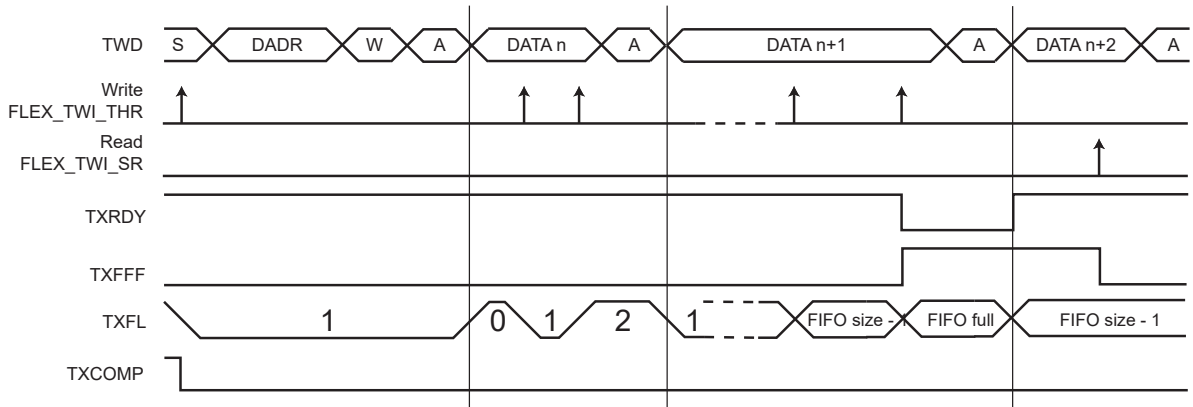 TWD S DADR W A DATA n A DATA n+1 A DATA n+2 A
Write
FLEX_TWI_THR
Read
FLEX_TWI_SR
TXRDY
TXFFF
TXFL 1 0 1 2 1 FIFO size - 1 FIFO full FIFO size - 1
TXCOMP